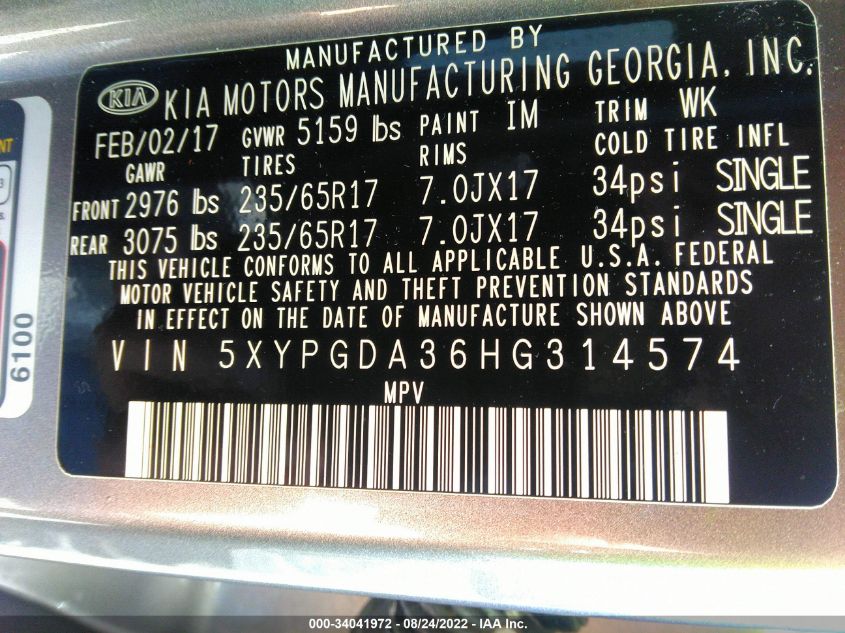 MANUFACTURED BY
KIA KIA MOTORS MANUFACTURING GEORGIA, INC.
FEB/02/17 GVWR 5159 lbs PAINT IM TRIM WK
GAWR TIRES RIMS COLD TIRE INFL
FRONT 2976 lbs 235/65R17 7.0JX17 34psi SINGLE
REAR 3075 lbs 235/65R17 7.0JX17 34psi SINGLE
THIS VEHICLE CONFORMS TO ALL APPLICABLE U.S.A. FEDERAL
MOTOR VEHICLE SAFETY AND THEFT PREVENTION STANDARDS
IN EFFECT ON THE DATE OF MANUFACTURE SHOWN ABOVE
VIN 5XYPGDA36HG314574
MPV
6100
000-34041972 - 08/24/2022 - IAA Inc.